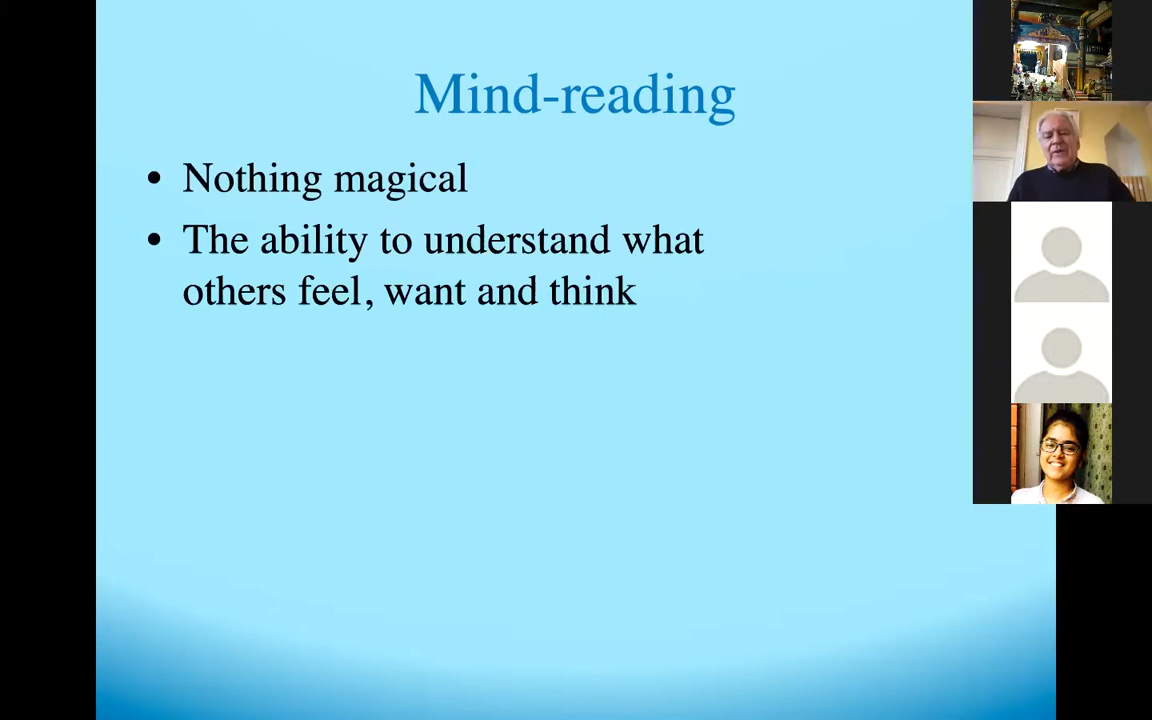 Mind-reading
• Nothing magical
• The ability to understand what
others feel, want and think